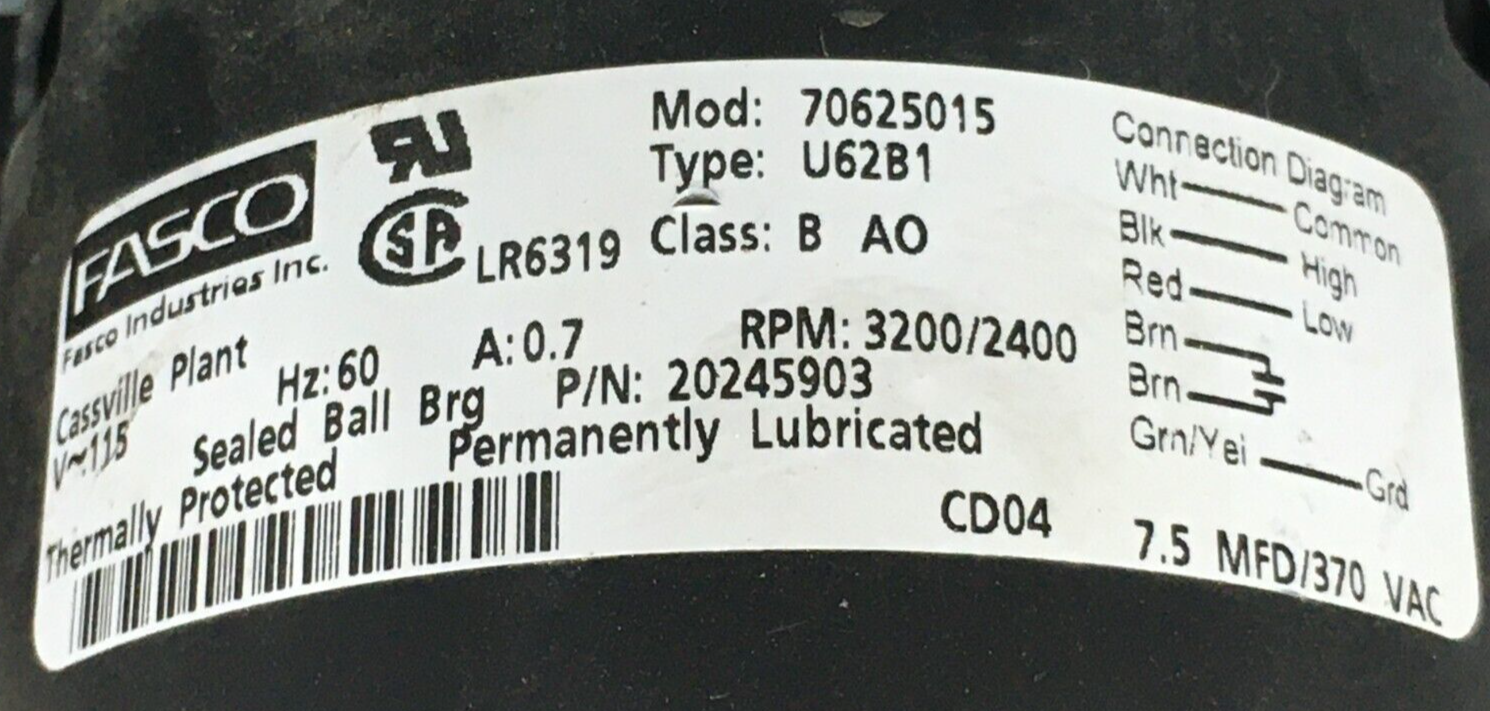 FASCO
Fasco Industries Inc.
Cassville Plant
V~:115 Hz:60 A:0.7 RPM: 3200/2400
Sealed Ball Brg P/N: 20245903
Thermally Protected Permanently Lubricated
LR6319
Mod: 70625015
Type: U62B1
Class: B AO
CD04
Connection Diagram
Wht Common
Blk High
Red Low
Brn
Brn
Grn/Yel Grd
7.5 MFD/370 VAC